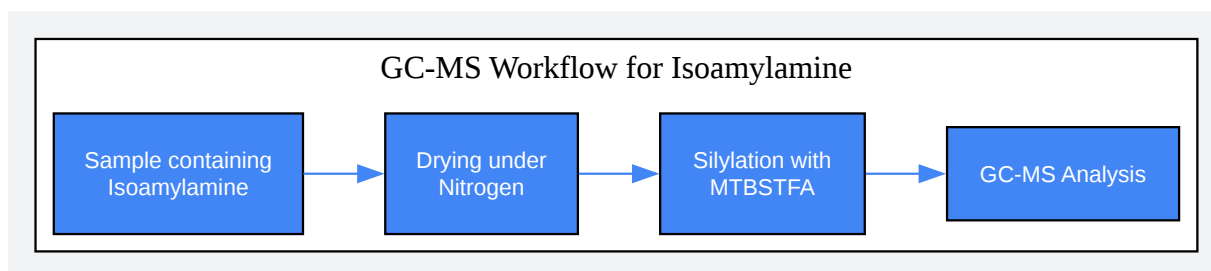 GC-MS Workflow for Isoamylamine
Sample containing
Isoamylamine
Drying under
Nitrogen
Silylation with
MTBSTFA
GC-MS Analysis